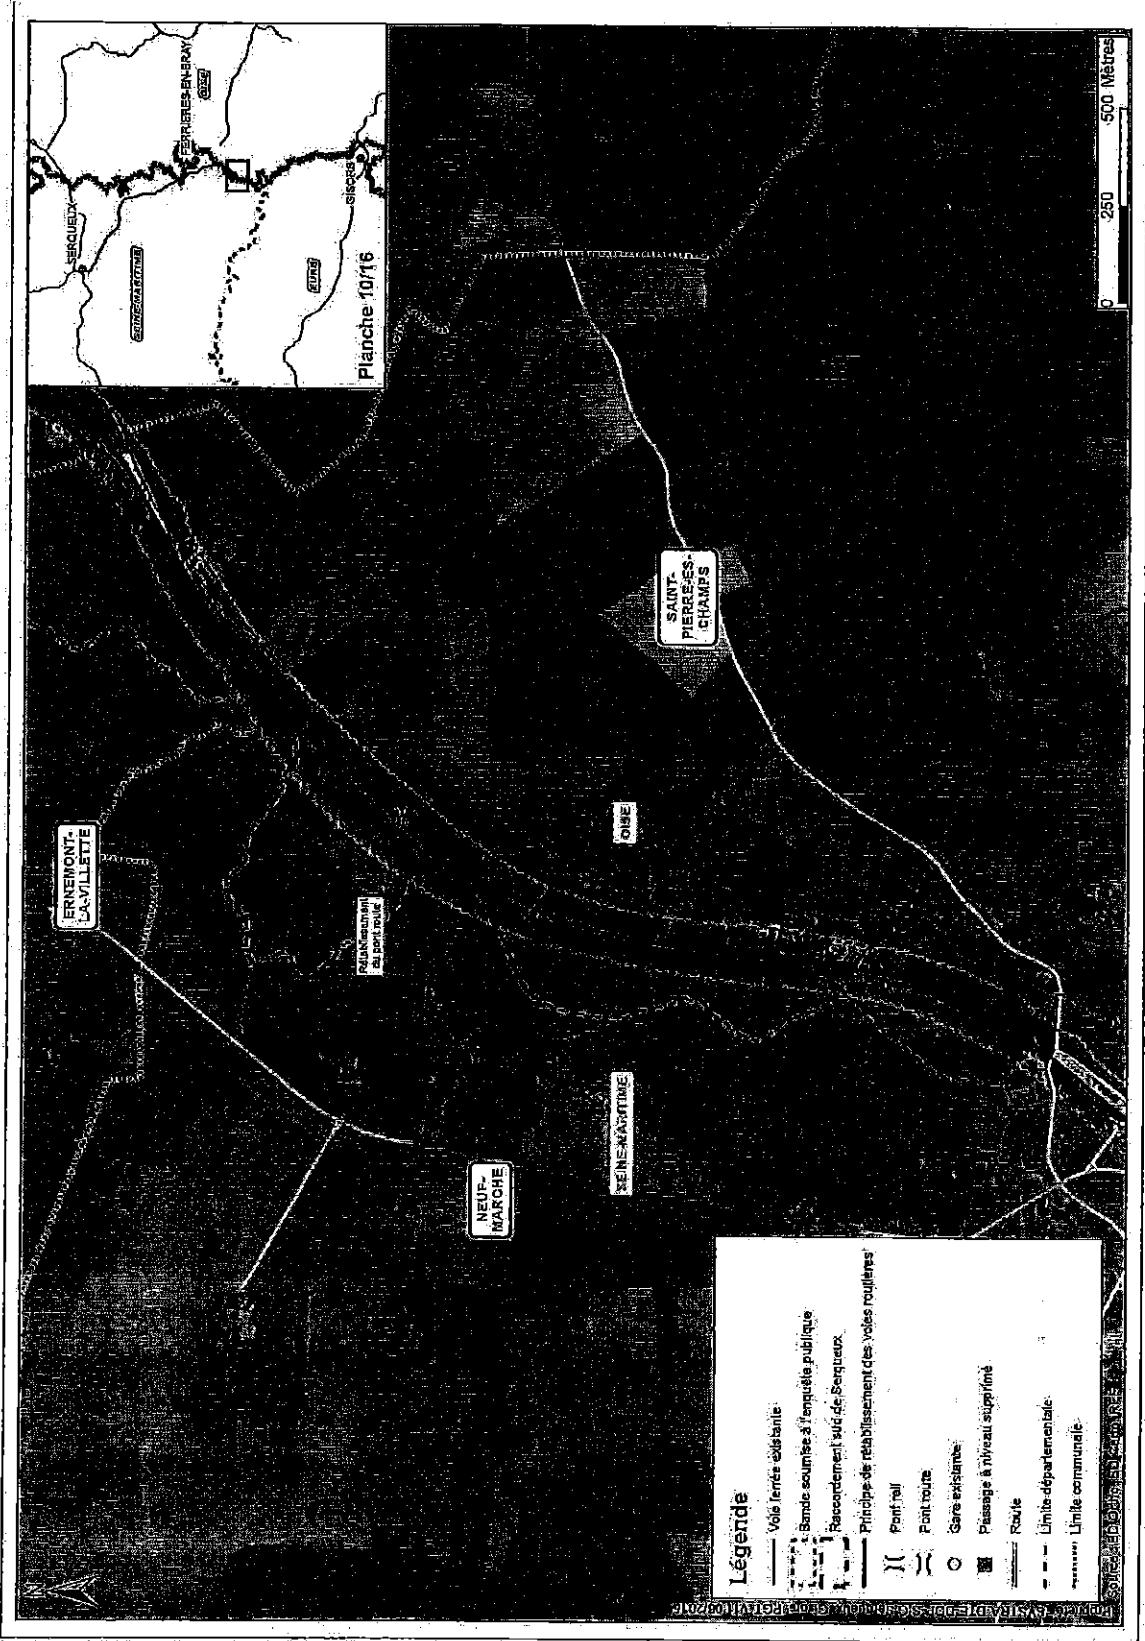 SERQUEUX
FERRIERES-EN-BRAY
OISE
SEINE-MARITIME
EURE
GISORS
Planche 10/16
ERNEMONT-
LA-VILLETTE
Rétablissement
du pont route
SAINT-
PIERRE-ES-
CHAMPS
OISE
NEUF-
MARCHE
SEINE-MARITIME
0 250 500 Mètres
N
Légende
Voie ferrée existante
Bande soumise à l'enquête publique
Raccordement sud de Serqueux
Principe de rétablissement des voies routières
Pont rail
Pont route
Gare existante
Passage à niveau supprimé
Route
Limite départementale
Limite communale